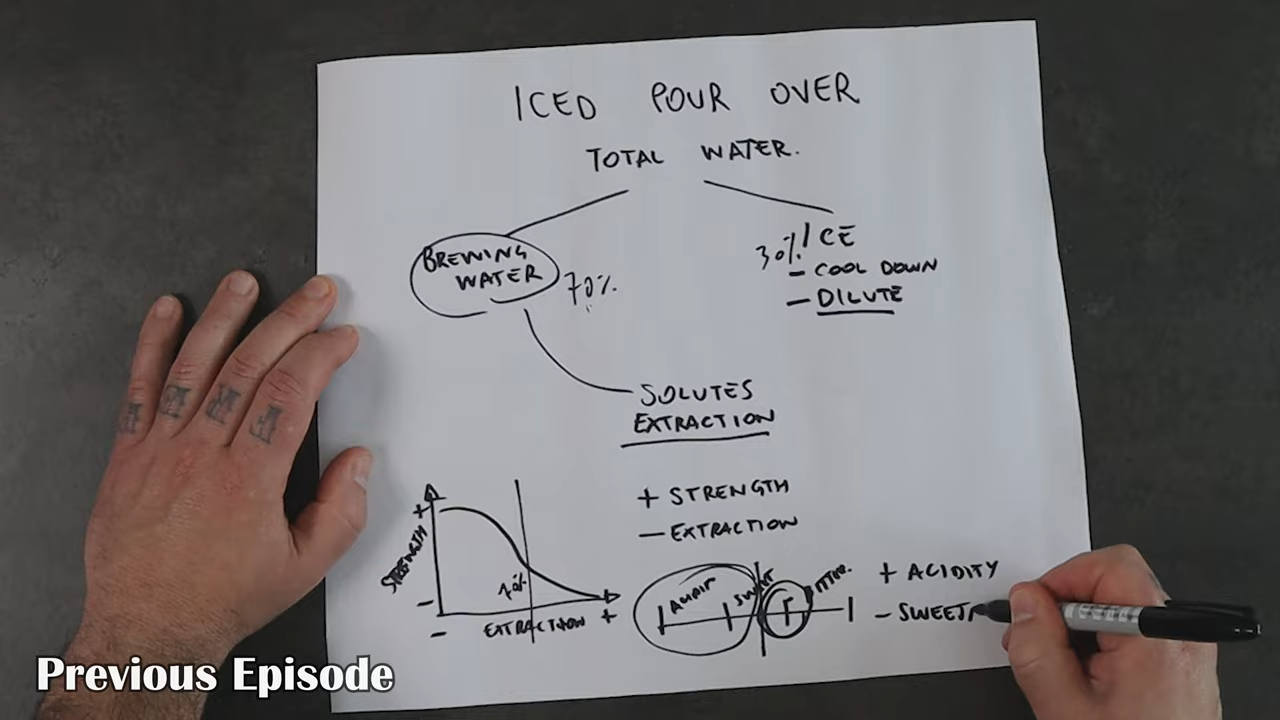 ICED POUR OVER
TOTAL WATER.
BREWING
WATER
70%
30%
ICE
- COOL DOWN
- DILUTE
SOLUTES
EXTRACTION
+ STRENGTH
- EXTRACTION
+
STRENGTH
-
-
EXTRACTION
+
+ ACIDITY
- SWEET
Previous Episode